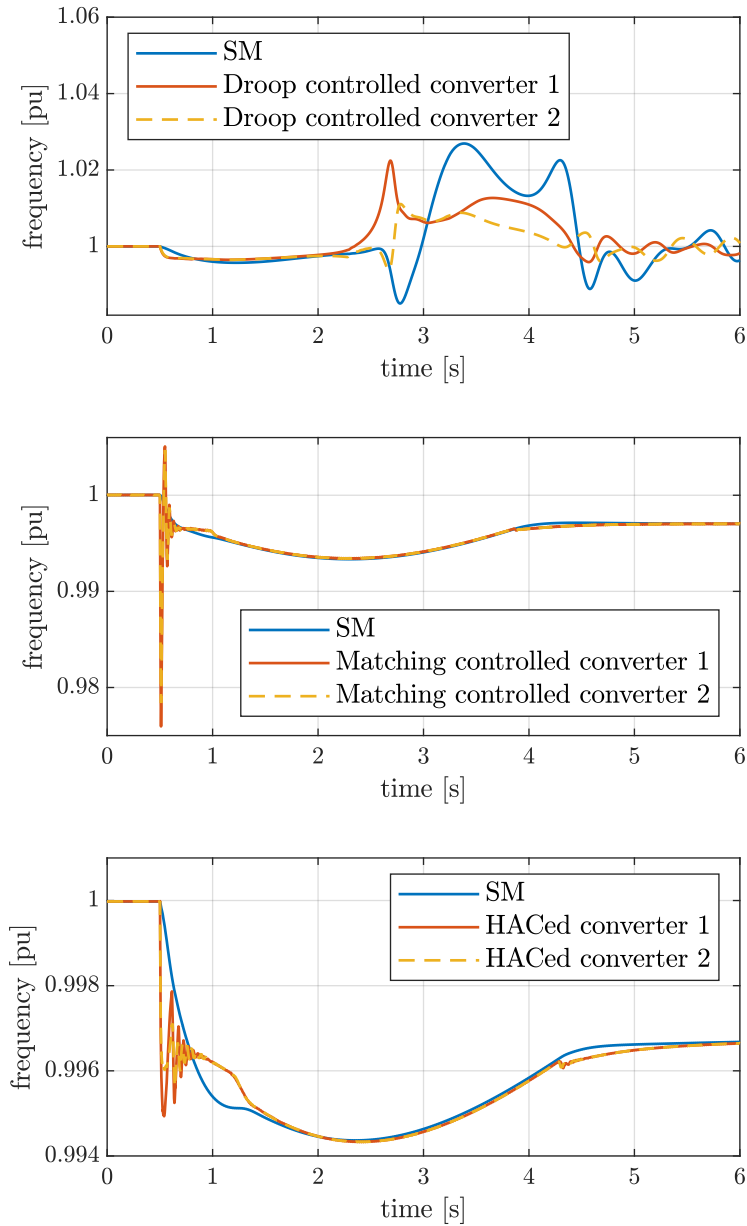 1.06
1.04
1.02
1
frequency [pu]
SM
Droop controlled converter 1
Droop controlled converter 2
0 1 2 3 4 5 6
time [s]
1
0.99
0.98
frequency [pu]
SM
Matching controlled converter 1
Matching controlled converter 2
0 1 2 3 4 5 6
time [s]
1
0.998
0.996
0.994
frequency [pu]
SM
HACed converter 1
HACed converter 2
0 1 2 3 4 5 6
time [s]